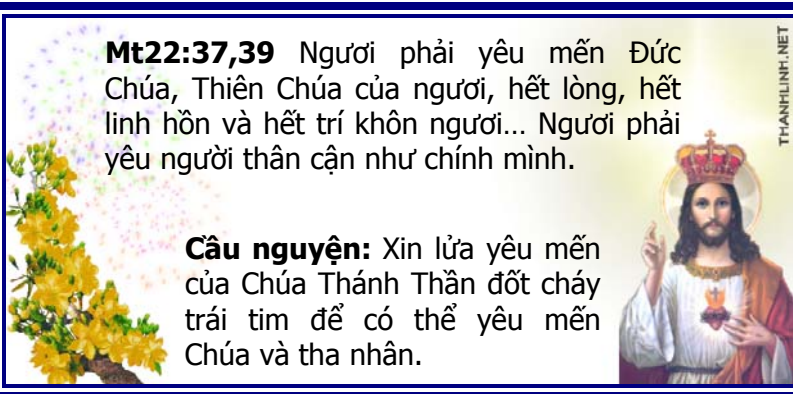 Mt22:37,39 Ngươi phải yêu mến Đức
Chúa, Thiên Chúa của ngươi, hết lòng, hết
linh hồn và hết trí khôn ngươi... Ngươi phải
yêu người thân cận như chính mình.
Cầu nguyện: Xin lửa yêu mến
của Chúa Thánh Thần đốt cháy
trái tim để có thể yêu mến
Chúa và tha nhân.
THANHLINH.NET